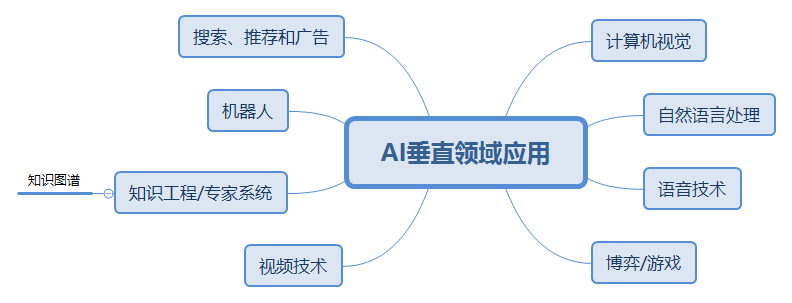 搜索、推荐和广告
计算机视觉
机器人
自然语言处理
AI垂直领域应用
知识图谱
知识工程/专家系统
语音技术
视频技术
博弈/游戏